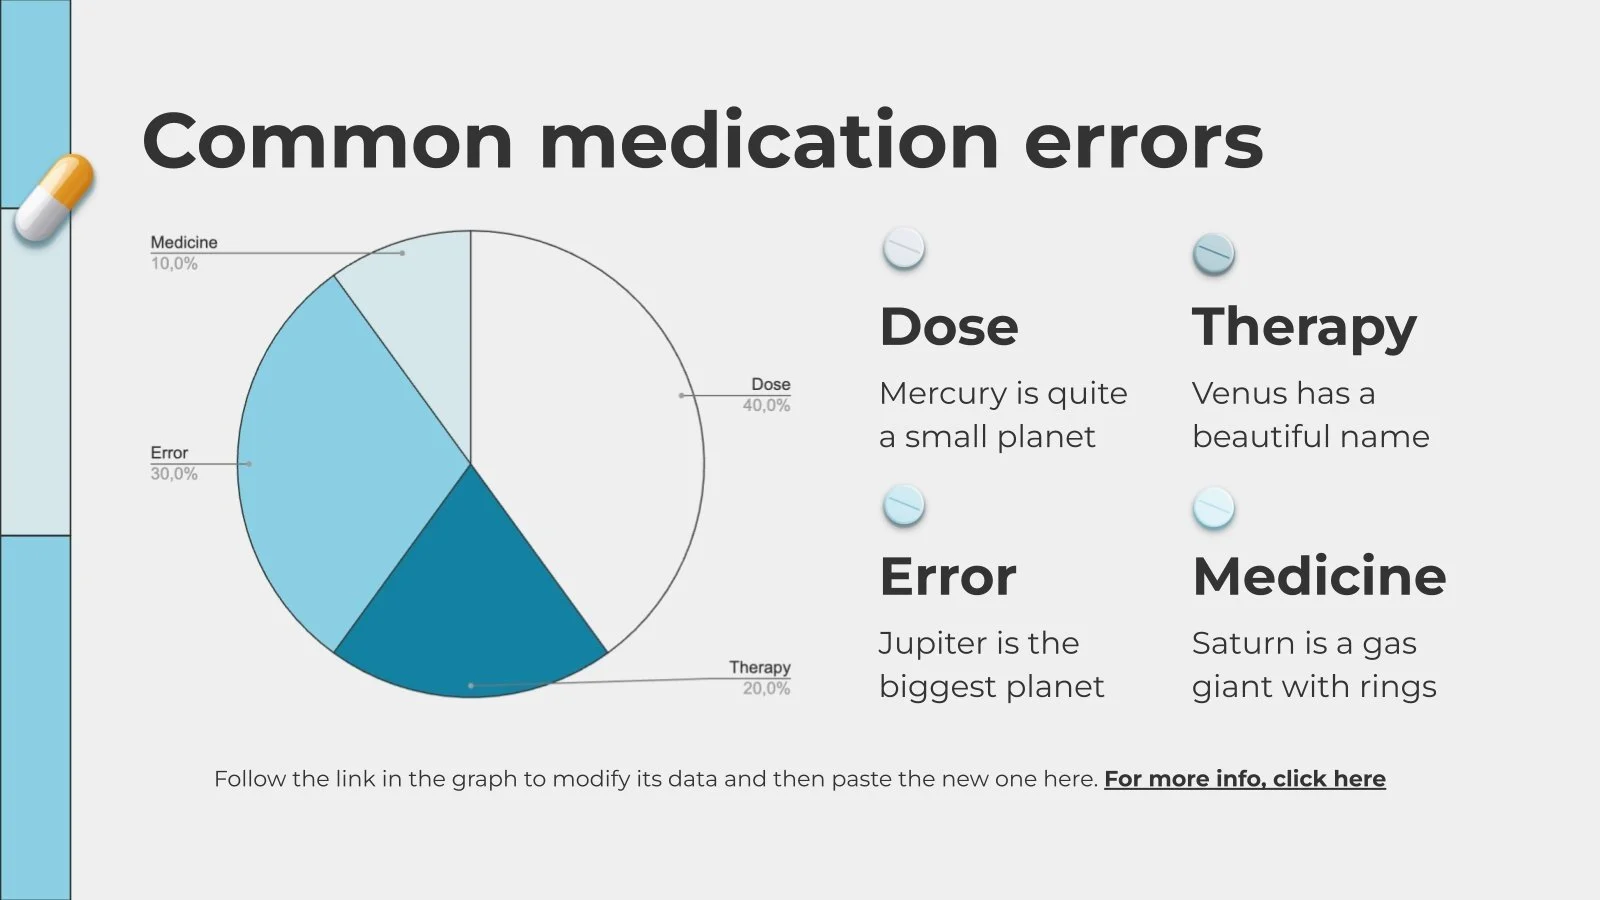 Common medication errors
Medicine
10,0%
Dose
40,0%
Error
30,0%
Therapy
20,0%
Dose
Mercury is quite
a small planet
Therapy
Venus has a
beautiful name
Error
Jupiter is the
biggest planet
Medicine
Saturn is a gas
giant with rings
Follow the link in the graph to modify its data and then paste the new one here. For more info, click here